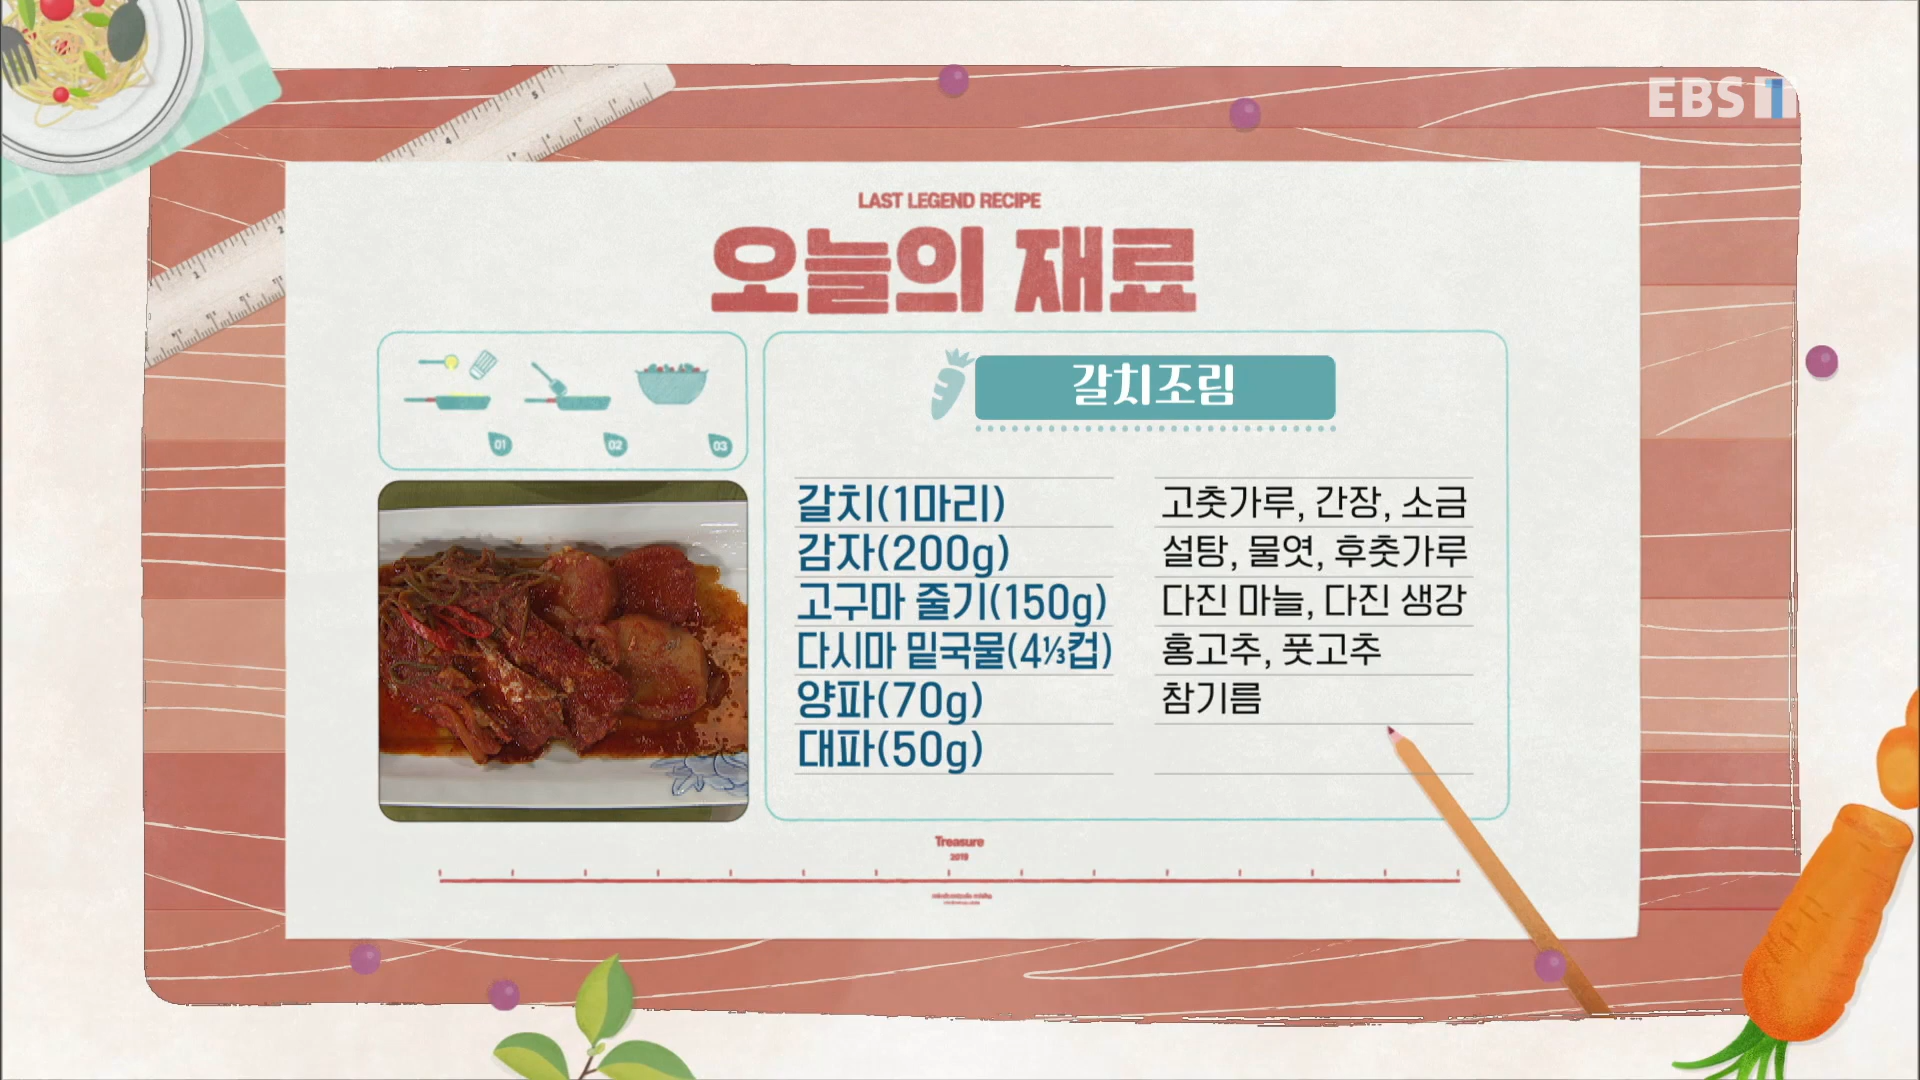 EBS 1
LAST LEGEND RECIPE
오늘의 재료
01
02
03
갈치조림
갈치(1마리)
감자(200g)
고구마 줄기(150g)
다시마 밑국물(4⅓컵)
양파(70g)
대파(50g)
고춧가루, 간장, 소금
설탕, 물엿, 후춧가루
다진 마늘, 다진 생강
홍고추, 풋고추
참기름
Treasure
2019